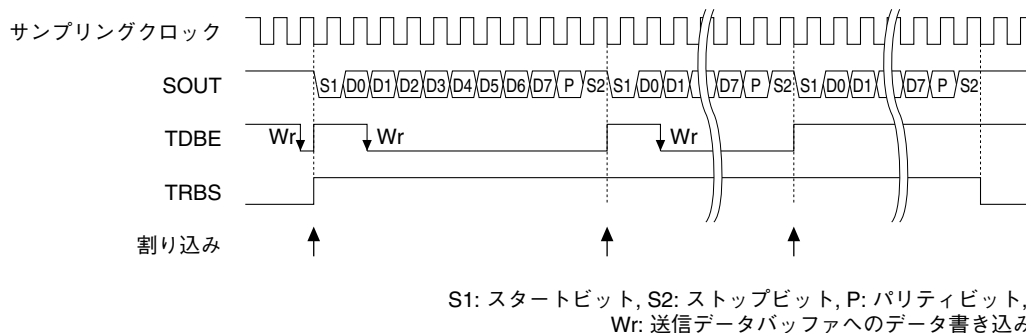 サンプリングクロック
SOUT S1 D0 D1 D2 D3 D4 D5 D6 D7 P S2 S1 D0 D1 D7 P S2 S1 D0 D1 D7 P S2
TDBE Wr Wr Wr
TRBS
割り込み
S1: スタートビット, S2: ストップビット, P: パリティビット,
Wr: 送信データバッファへのデータ書き込み